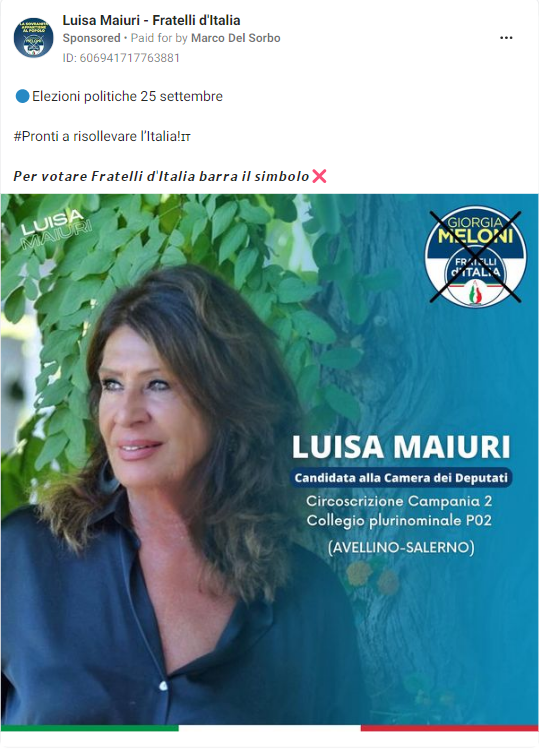 Luisa Maiuri - Fratelli d'Italia
Sponsored • Paid for by Marco Del Sorbo
ID: 606941717763881
🔵Elezioni politiche 25 settembre
#Pronti a risollevare l'Italia!🇮🇹
Per votare Fratelli d'Italia barra il simbolo❌
LUISA
MAIURI
GIORGIA
MELONI
FRATELLI
d'ITALIA
LUISA MAIURI
Candidata alla Camera dei Deputati
Circoscrizione Campania 2
Collegio plurinominale P02
(AVELLINO-SALERNO)